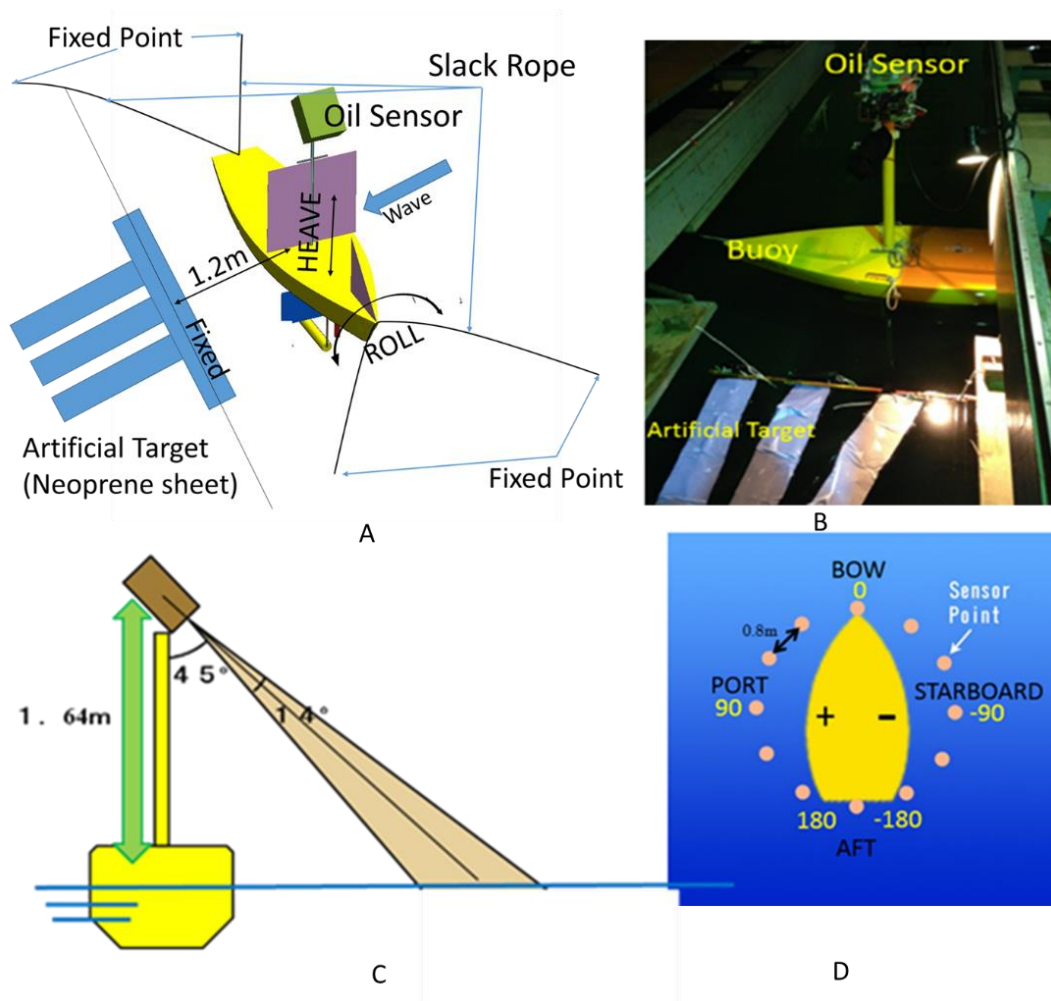 Fixed Point
Slack Rope
Oil Sensor
HEAVE
Wave
1.2m
Fixed
ROLL
Artificial Target
(Neoprene sheet)
Fixed Point
A
Oil Sensor
Buoy
Artificial Target
B
４５°
１４°
１．64m
C
BOW
0
Sensor
Point
0.8m
PORT
90
STARBOARD
-90
+
-
180
-180
AFT
D